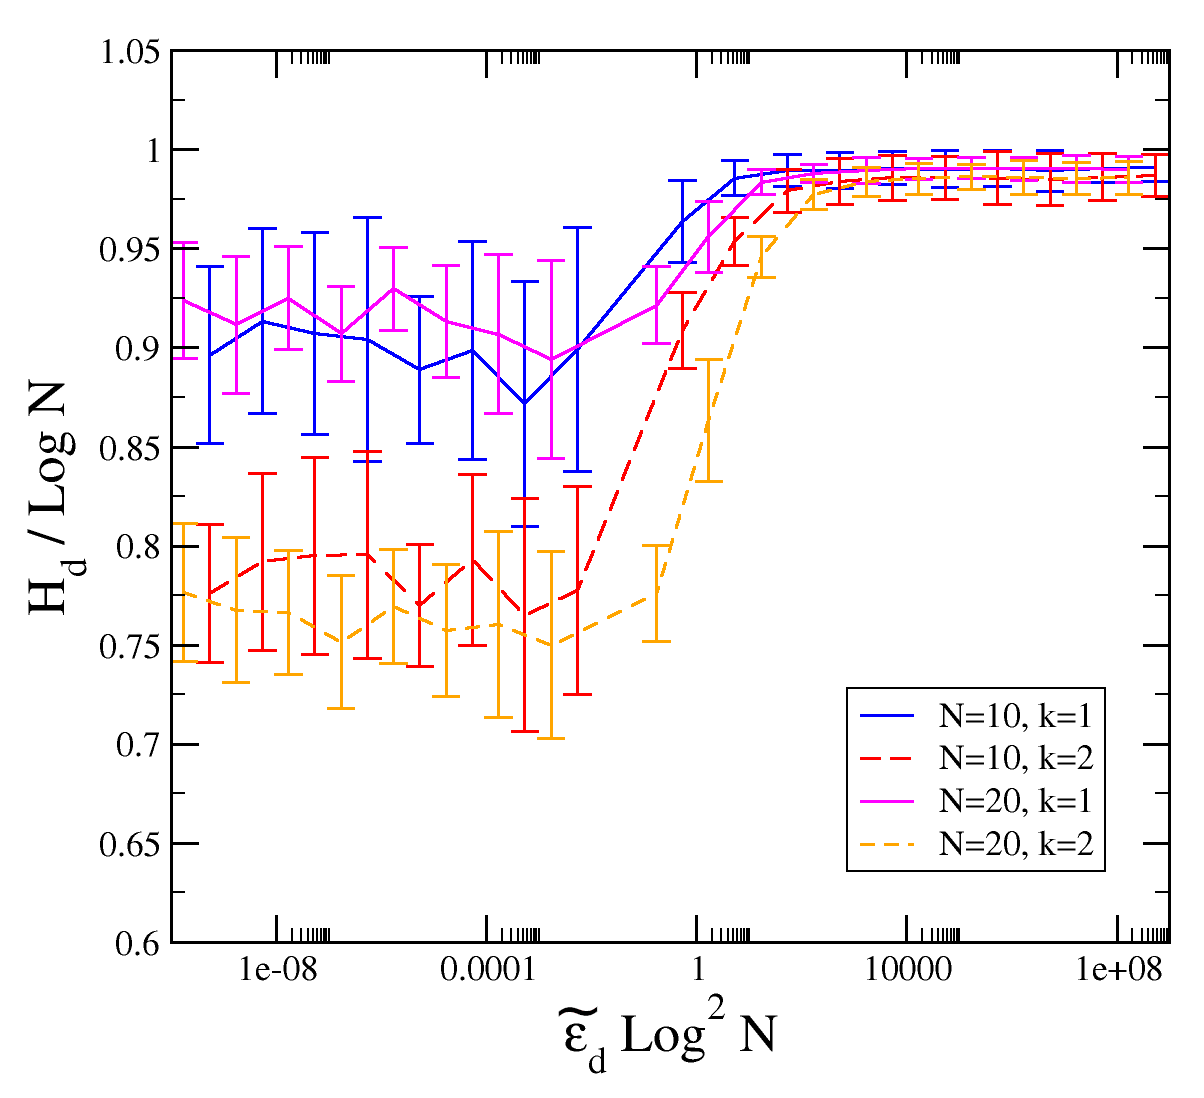 1.05
1
0.95
0.9
0.85
0.8
0.75
0.7
0.65
0.6
H_d / Log N
N=10, k=1
N=10, k=2
N=20, k=1
N=20, k=2
1e-08 0.0001 1 10000 1e+08
ε̃_d Log² N